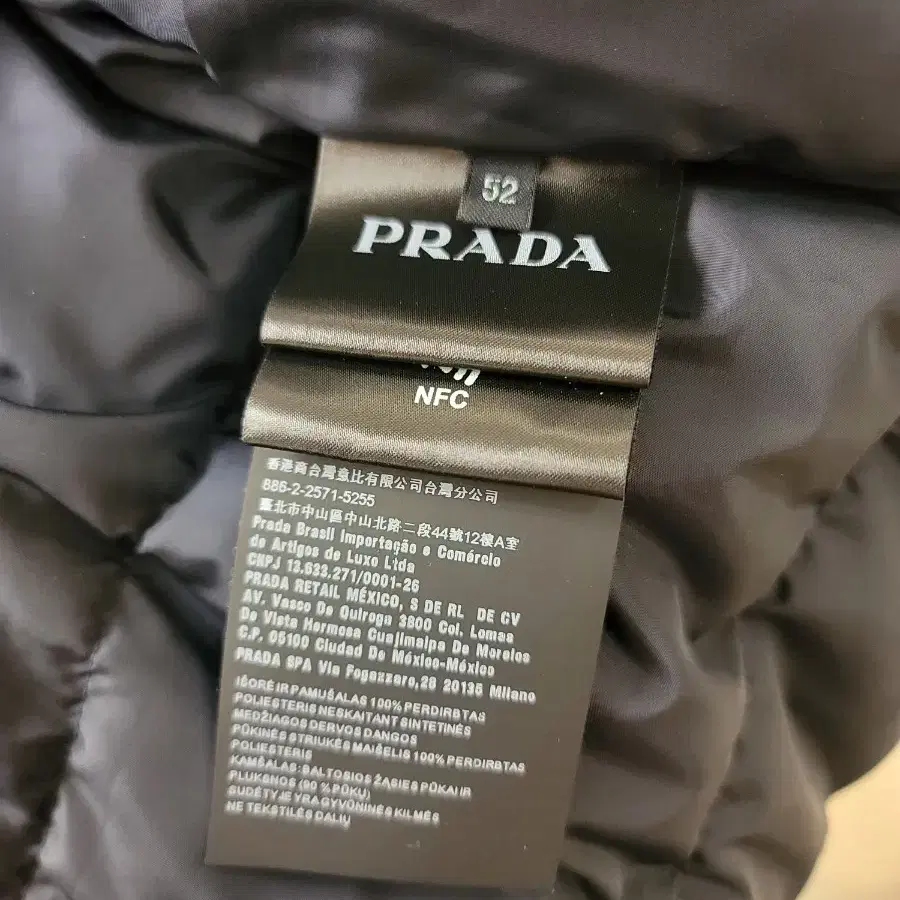 52
PRADA
NFC
香港商台灣意比有限公司台灣分公司
886-2-2571-5255
臺北市中山區中山北路二段44號12樓A室
Prada Brasil Importação e Comércio
de Artigos de Luxo Ltda
CNPJ 13.633.271/0001-26
PRADA RETAIL MÉXICO, S DE RL DE CV
AV. Vasco De Quiroga 3800 Col. Lomas
De Vista Hermosa Cuajimalpa De Morelos
C.P. 05100 Ciudad De México-México
PRADA SPA Via Fogazzaro,28 20135 Milano
IŠORĖ IR PAMUŠALAS 100% PERDIRBTAS
POLIESTERIS NESKAITANT SINTETINĖS
MEDŽIAGOS DERVOS DANGOS
PŪKINĖS STRIUKĖS MAIŠELIS 100% PERDIRBTAS
POLIESTERIS
KAMŠALAS: BALTOSIOS ŽĄSIES PŪKAI IR
PLUKSNOS (90 % PŪKŲ)
SUDĖTYJE YRA GYVŪNINĖS KILMĖS
NE TEKSTILĖS DALIŲ